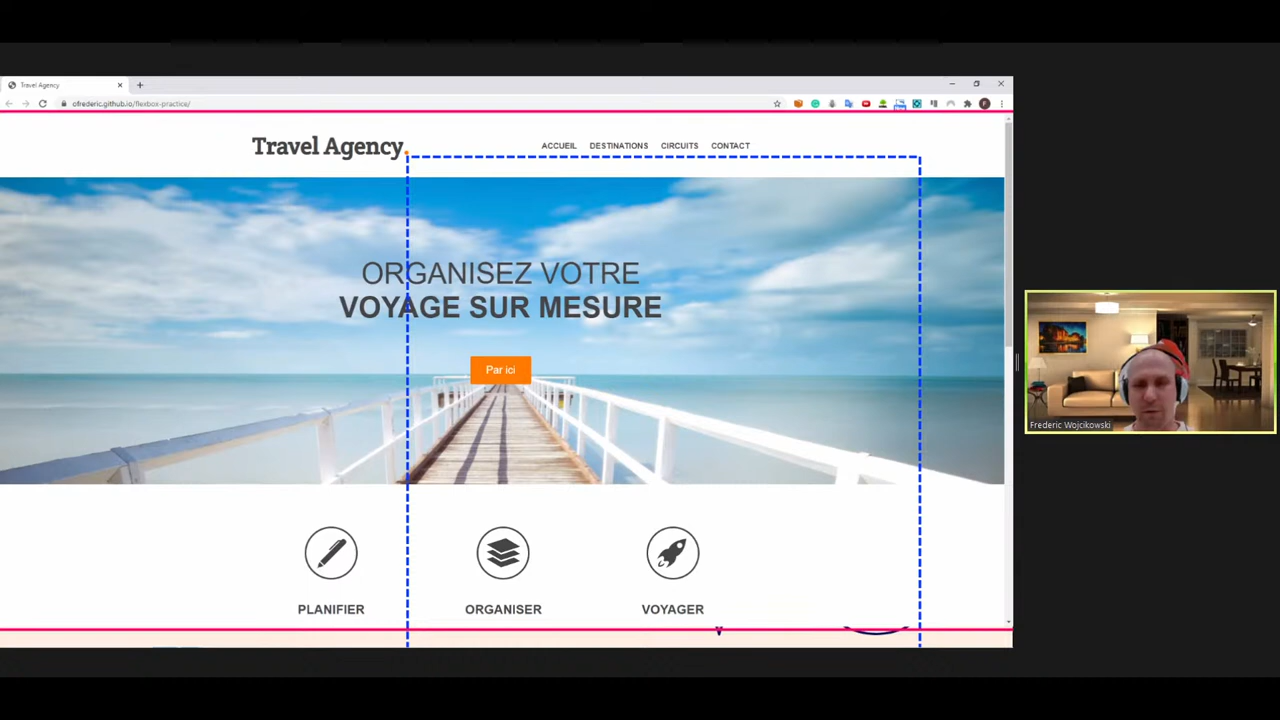 Travel Agency
ofrederic.github.io/flexbox-practice/
Travel Agency.
ACCUEIL DESTINATIONS CIRCUITS CONTACT
ORGANISEZ VOTRE
VOYAGE SUR MESURE
Par ici
PLANIFIER ORGANISER VOYAGER
Frederic Wojcikowski